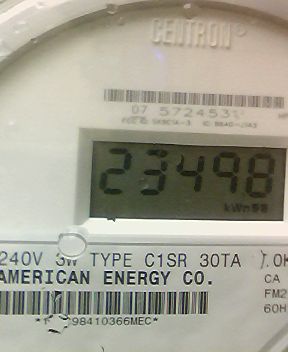 CENTRON®
07 572453
23498
kWh
240V 3W TYPE C1SR 30TA
CA
AMERICAN ENERGY CO.
FM2
60H
98410366MEC*